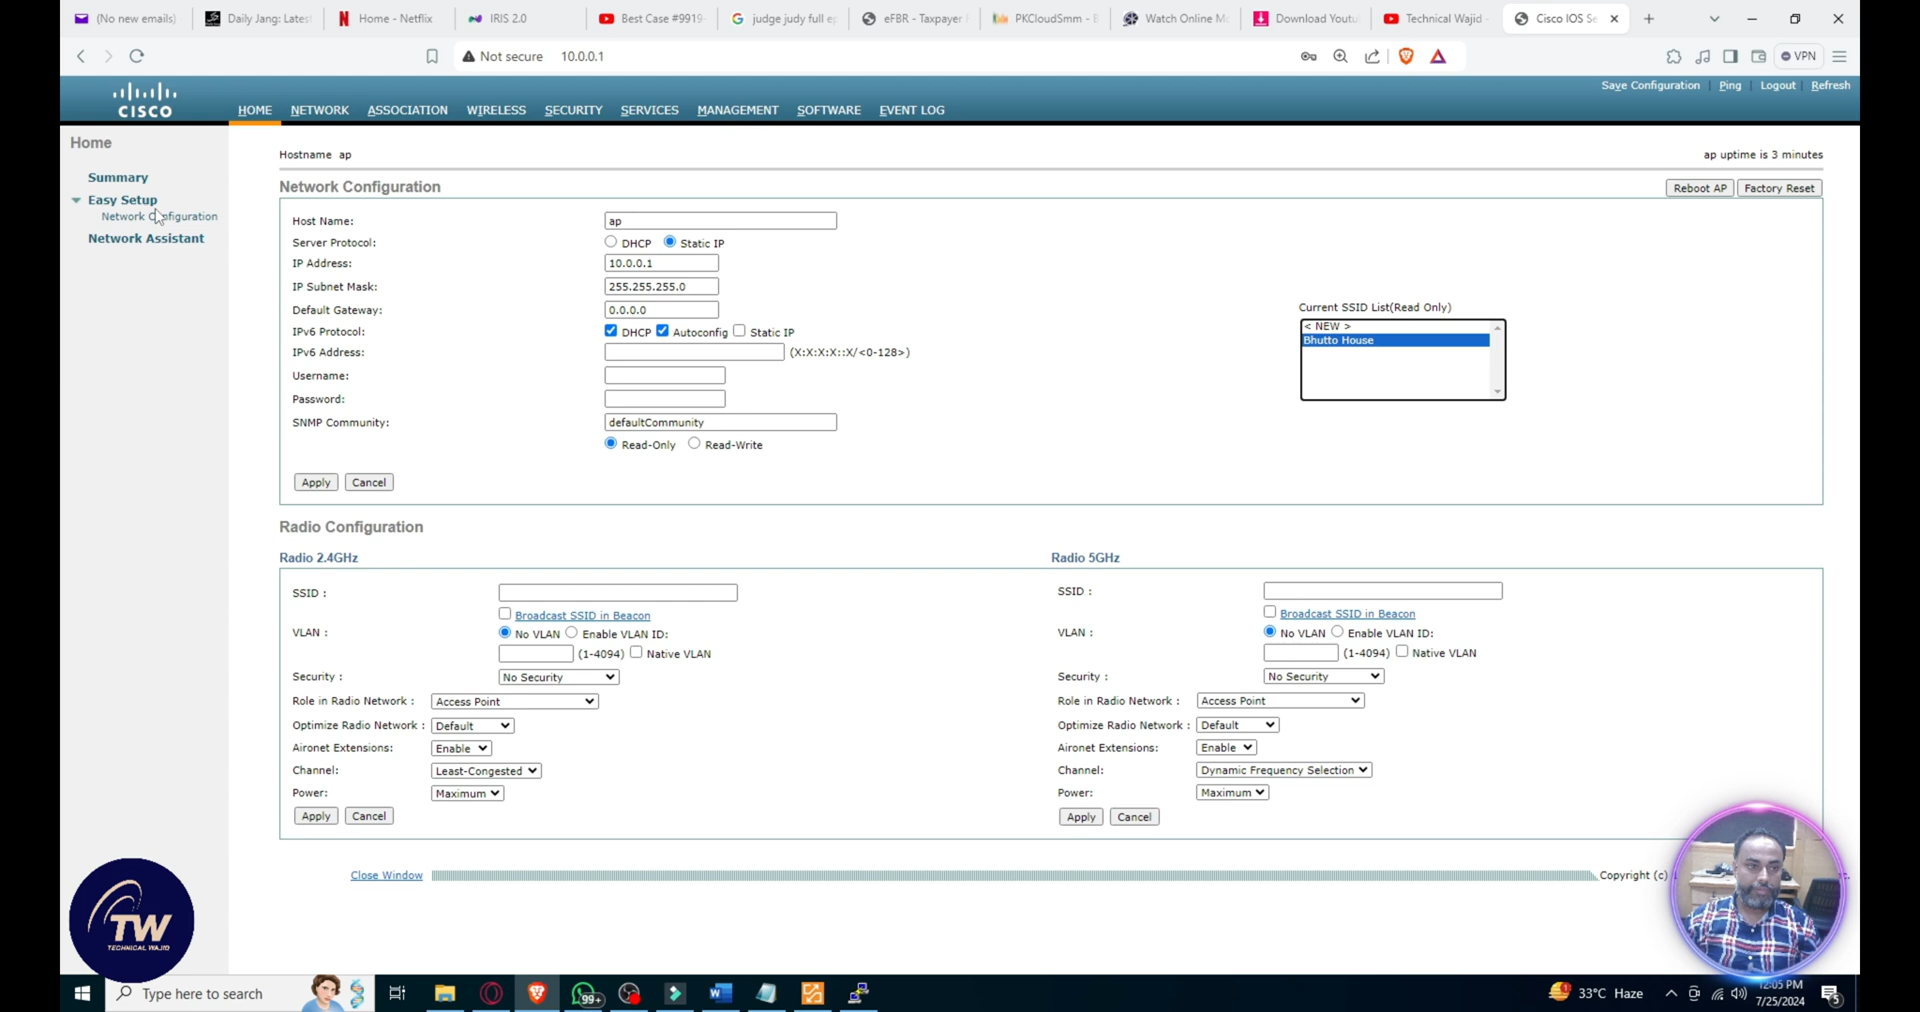 (No new emails)
Daily Jang: Latest
Home - Netflix
IRIS 2.0
Best Case #9919
judge judy full ep
eFBR - Taxpayer
PKCloudSmm - B
Watch Online Mo
Download Youtu
Technical Wajid -
Cisco IOS Se
Not secure 10.0.0.1
VPN
Save Configuration | Ping | Logout | Refresh
CISCO
HOME NETWORK ASSOCIATION WIRELESS SECURITY SERVICES MANAGEMENT SOFTWARE EVENT LOG
Home
Summary
Easy Setup
Network Configuration
Network Assistant
Hostname ap
ap uptime is 3 minutes
Network Configuration
Reboot AP Factory Reset
Host Name: ap
Server Protocol: DHCP Static IP
IP Address: 10.0.0.1
IP Subnet Mask: 255.255.255.0
Default Gateway: 0.0.0.0
IPv6 Protocol: DHCP Autoconfig Static IP
IPv6 Address: (X:X:X:X::X/<0-128>)
Username:
Password:
SNMP Community: defaultCommunity
Read-Only Read-Write
Current SSID List(Read Only)
< NEW >
Bhutto House
Apply Cancel
Radio Configuration
Radio 2.4GHz
SSID :
Broadcast SSID in Beacon
VLAN : No VLAN Enable VLAN ID:
(1-4094) Native VLAN
Security : No Security
Role in Radio Network : Access Point
Optimize Radio Network : Default
Aironet Extensions: Enable
Channel: Least-Congested
Power: Maximum
Apply Cancel
Radio 5GHz
SSID :
Broadcast SSID in Beacon
VLAN : No VLAN Enable VLAN ID:
(1-4094) Native VLAN
Security : No Security
Role in Radio Network : Access Point
Optimize Radio Network : Default
Aironet Extensions: Enable
Channel: Dynamic Frequency Selection
Power: Maximum
Apply Cancel
Close Window
Copyright (c)
TW
TECHNICAL WAJID
Type here to search
99+
33°C Haze
12:05 PM
7/25/2024
5